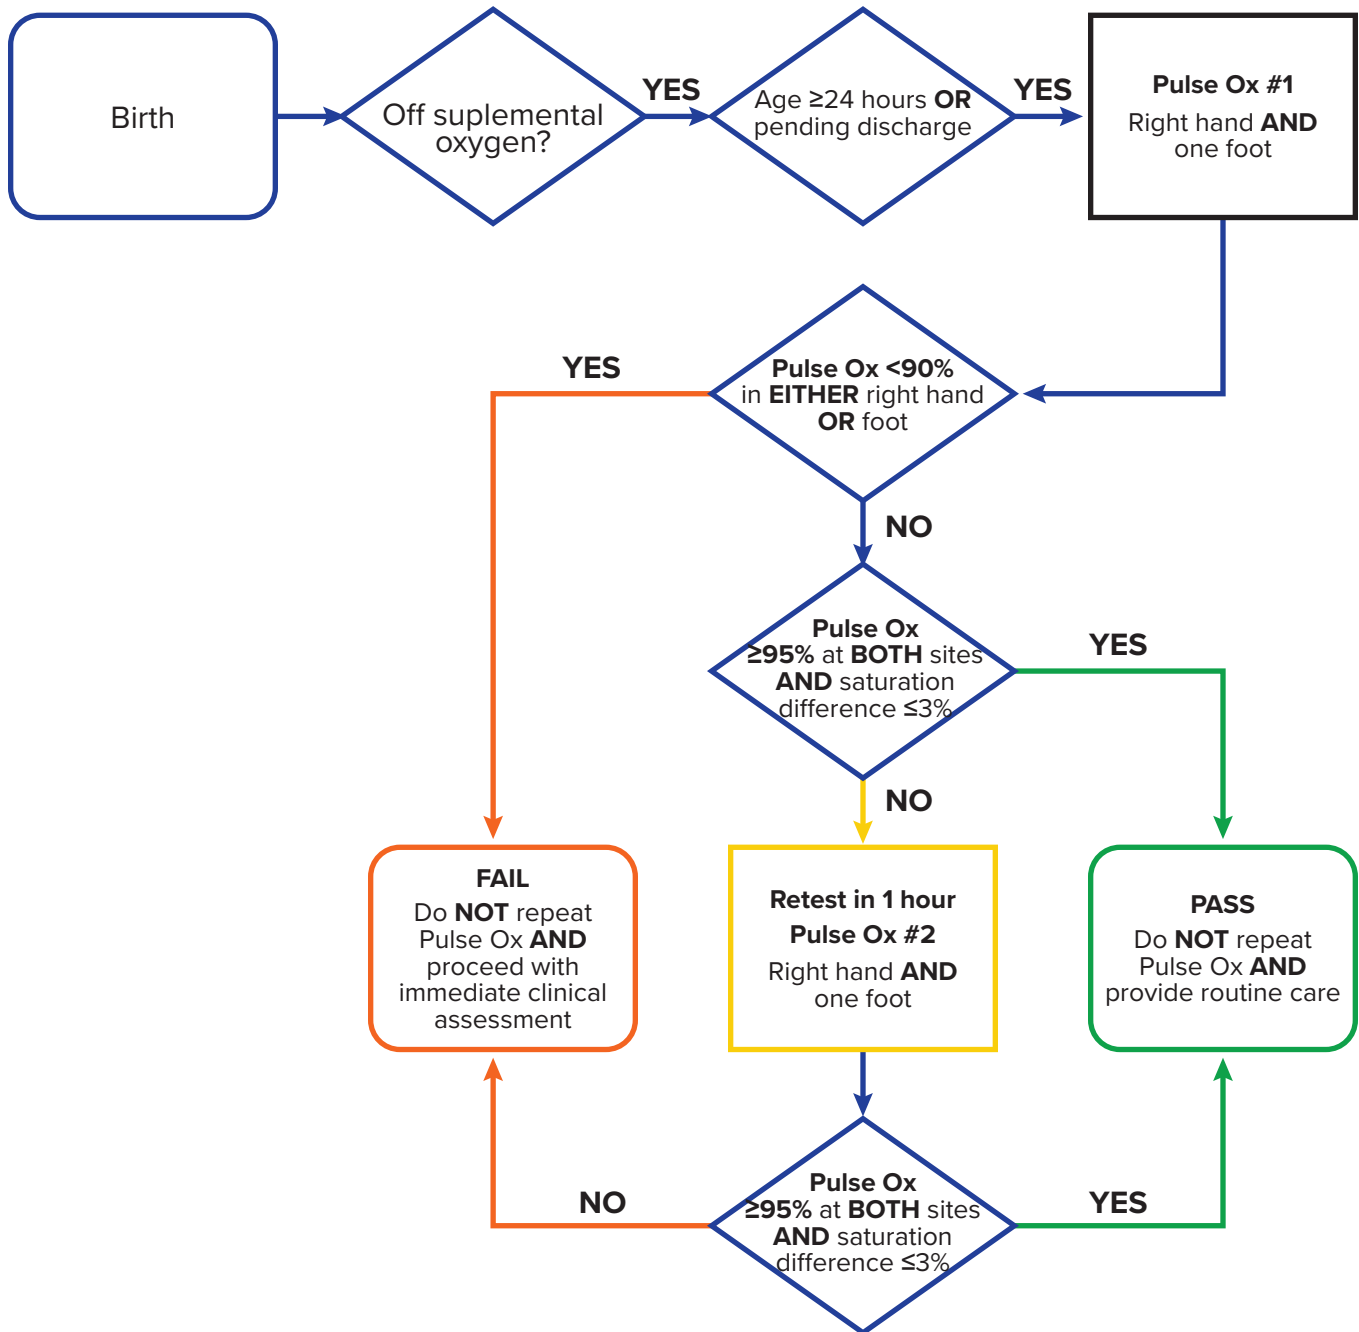 Birth
Off suplemental
oxygen?
YES
Age ≥24 hours OR
pending discharge
YES
Pulse Ox #1
Right hand AND
one foot
YES
Pulse Ox <90%
in EITHER right hand
OR foot
NO
Pulse Ox
≥95% at BOTH sites
AND saturation
difference ≤3%
YES
NO
FAIL
Do NOT repeat
Pulse Ox AND
proceed with
immediate clinical
assessment
Retest in 1 hour
Pulse Ox #2
Right hand AND
one foot
PASS
Do NOT repeat
Pulse Ox AND
provide routine care
NO
Pulse Ox
≥95% at BOTH sites
AND saturation
difference ≤3%
YES